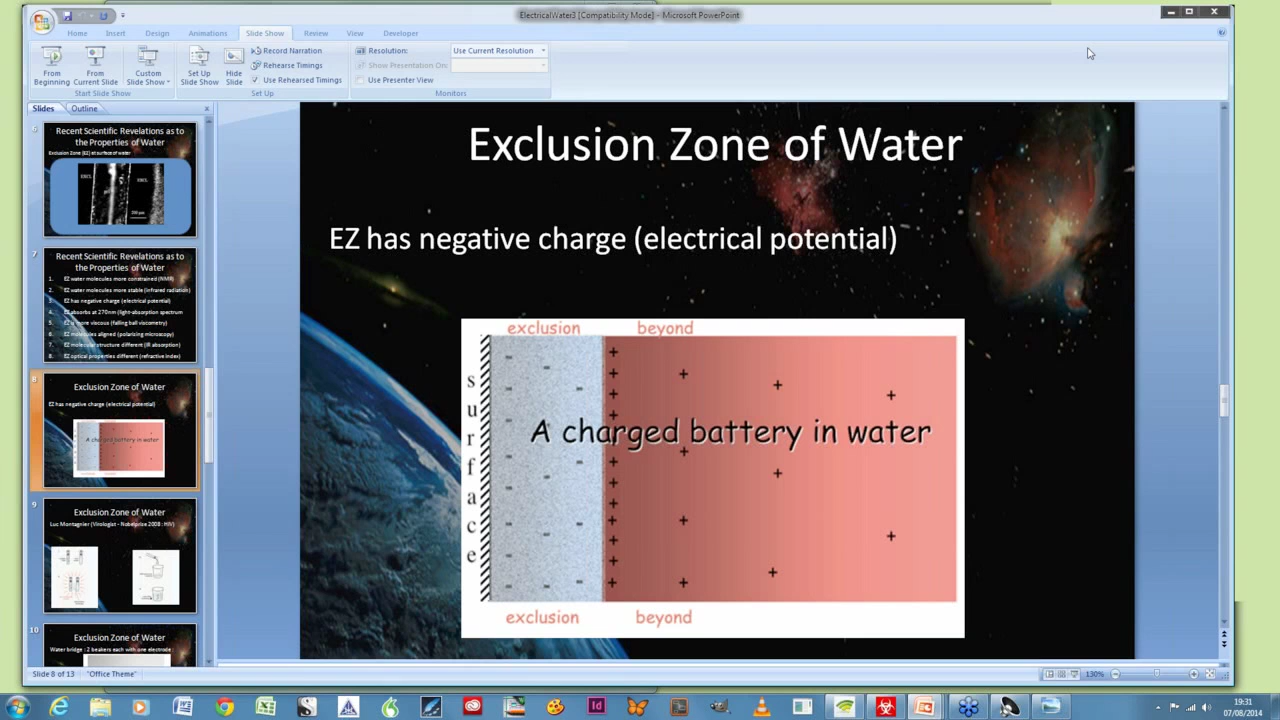 ElectricalWater3 [Compatibility Mode] - Microsoft PowerPoint
Home Insert Design Animations Slide Show Review View Developer
From Beginning
From Current Slide
Custom Slide Show
Start Slide Show
Set Up Slide Show
Hide Slide
Record Narration
Rehearse Timings
Use Rehearsed Timings
Set Up
Resolution: Use Current Resolution
Show Presentation On:
Use Presenter View
Monitors
Slides Outline
6
Recent Scientific Revelations as to
the Properties of Water
Exclusion Zone (EZ) at surface of water
7
Recent Scientific Revelations as to
the Properties of Water
1. EZ water molecules more constrained (NMR)
2. EZ water molecules more stable (infrared radiation)
3. EZ has negative charge (electrical potential)
4. EZ absorbs at 270nm (light-absorption spectrum
5. EZ is more viscous (falling ball viscometry)
6. EZ molecules aligned (polarizing microscopy)
7. EZ molecular structure different (IR absorption)
8. EZ optical properties different (refractive index)
8
Exclusion Zone of Water
EZ has negative charge (electrical potential)
A charged battery in water
9
Exclusion Zone of Water
Luc Montagnier (Virologist - Nobelprize 2008 : HIV)
10
Exclusion Zone of Water
Water bridge : 2 beakers each with one electrode :
Exclusion Zone of Water
EZ has negative charge (electrical potential)
exclusion beyond
surface
A charged battery in water
exclusion beyond
Slide 8 of 13 "Office Theme" 130%
19:31
07/08/2014